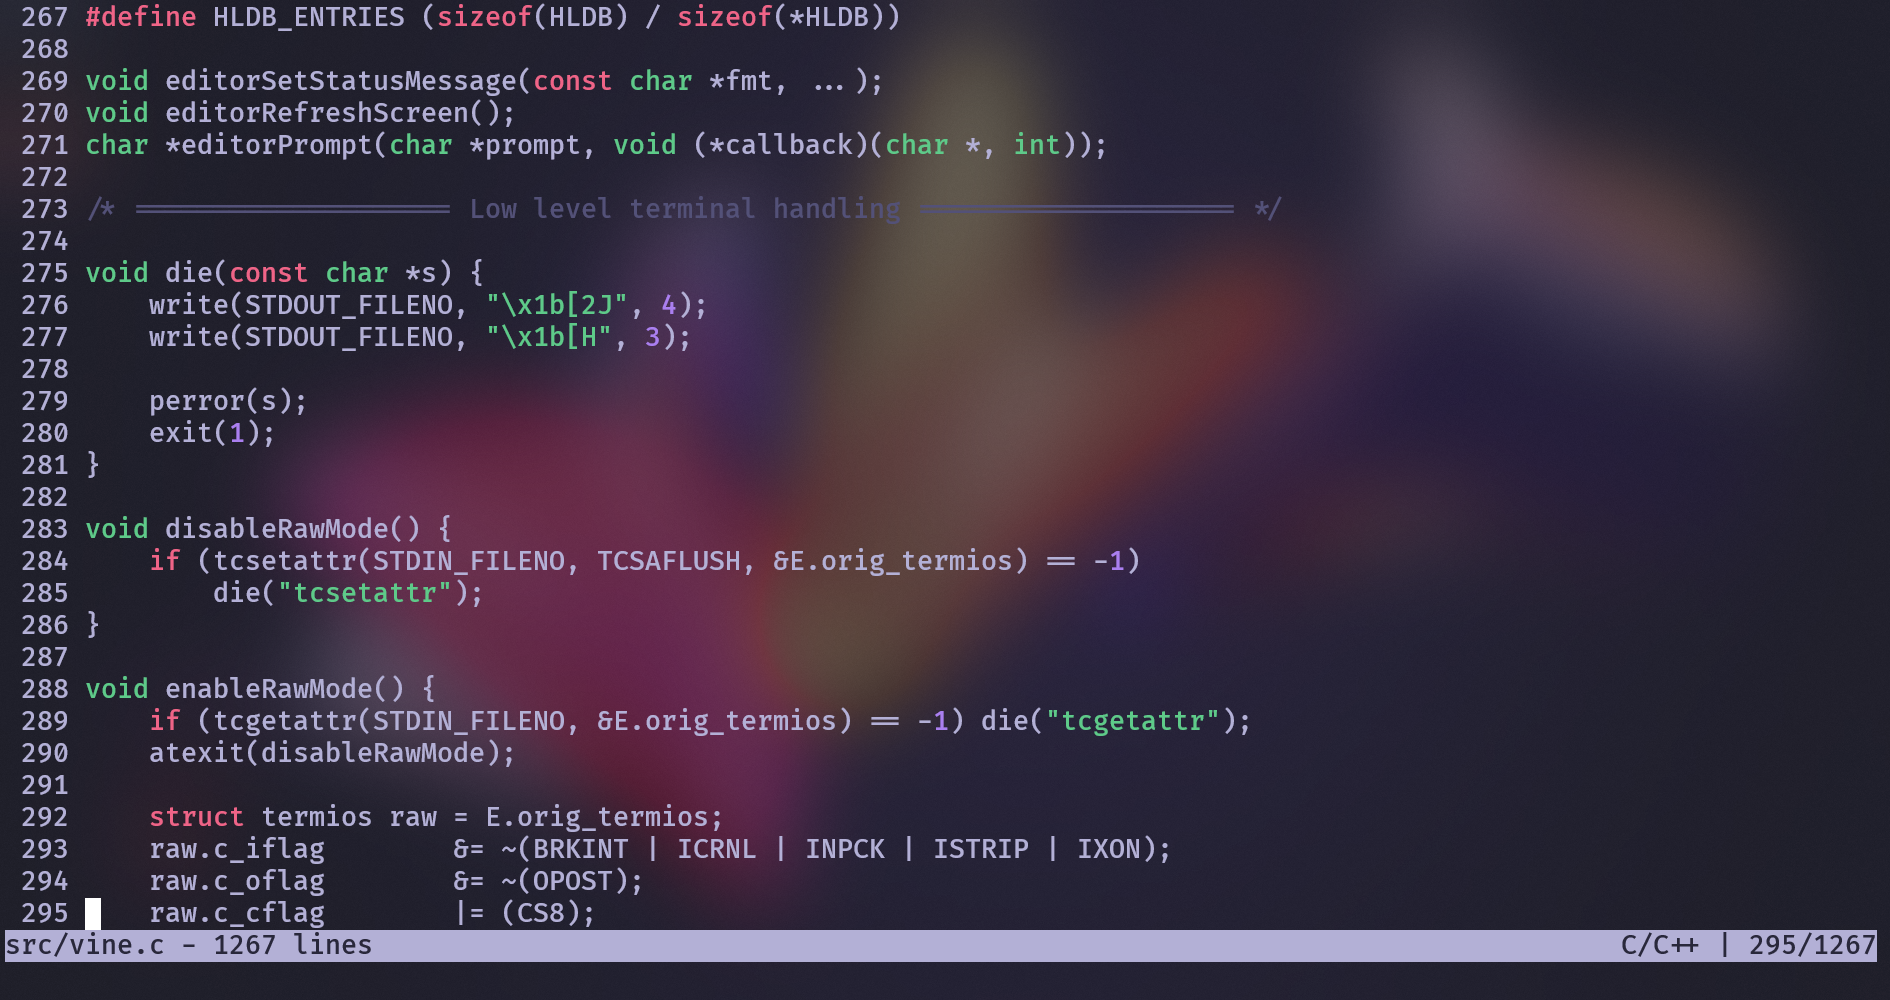 267 #define HLDB_ENTRIES (sizeof(HLDB) / sizeof(*HLDB))
268
269 void editorSetStatusMessage(const char *fmt, ...);
270 void editorRefreshScreen();
271 char *editorPrompt(char *prompt, void (*callback)(char *, int));
272
273 /* ==================== Low level terminal handling ==================== */
274
275 void die(const char *s) {
276     write(STDOUT_FILENO, "\x1b[2J", 4);
277     write(STDOUT_FILENO, "\x1b[H", 3);
278
279     perror(s);
280     exit(1);
281 }
282
283 void disableRawMode() {
284     if (tcsetattr(STDIN_FILENO, TCSAFLUSH, &E.orig_termios) == -1)
285         die("tcsetattr");
286 }
287
288 void enableRawMode() {
289     if (tcgetattr(STDIN_FILENO, &E.orig_termios) == -1) die("tcgetattr");
290     atexit(disableRawMode);
291
292     struct termios raw = E.orig_termios;
293     raw.c_iflag        &= ~(BRKINT | ICRNL | INPCK | ISTRIP | IXON);
294     raw.c_oflag        &= ~(OPOST);
295     raw.c_cflag        |= (CS8);
src/vine.c - 1267 lines C/C++ | 295/1267